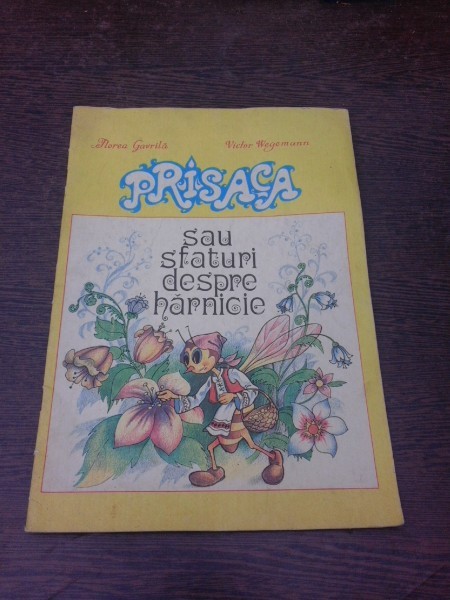 Florea Gavrilă Victor Wegemann
PRISACA
sau
sfaturi
despre
hărnicie